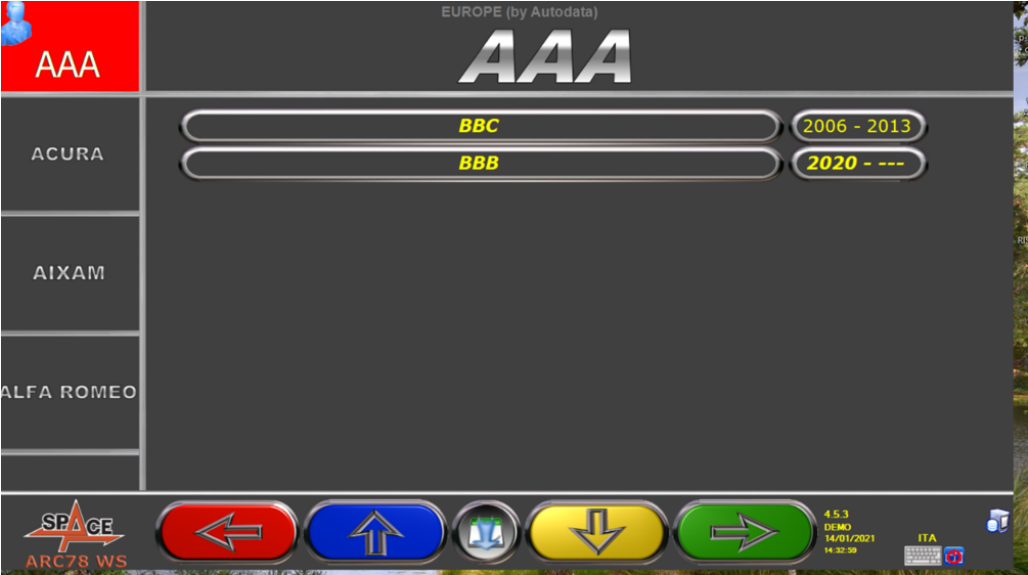 EUROPE (by Autodata)
AAA
AAA
ACURA
AIXAM
ALFA ROMEO
BBC 2006 - 2013
BBB 2020 - ---
SPACE
ARC78 WS
4.5.3
DEMO
14/01/2021
14:32:59
ITA